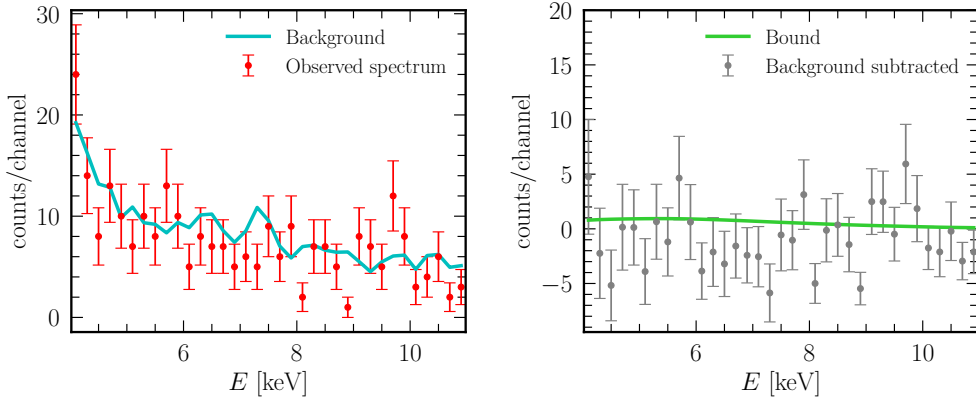 30
20
10
0
counts/channel
6
8
10
E [keV]
Background
Observed spectrum
20
15
10
5
0
−5
counts/channel
6
8
10
E [keV]
Bound
Background subtracted